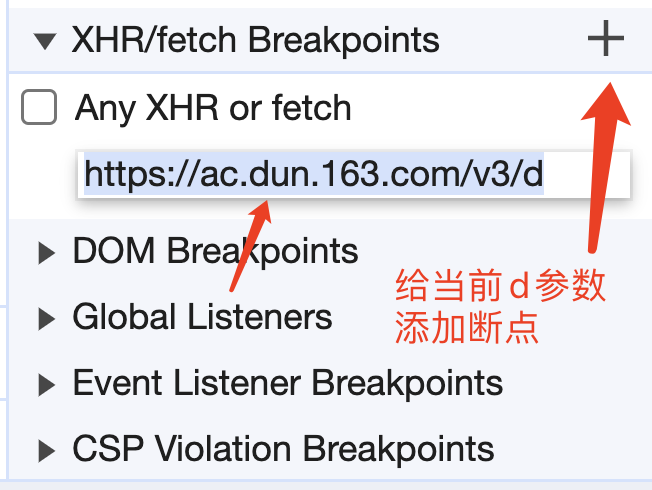 XHR/fetch Breakpoints
Any XHR or fetch
https://ac.dun.163.com/v3/d
DOM Breakpoints
给当前d参数
添加断点
Global Listeners
Event Listener Breakpoints
CSP Violation Breakpoints